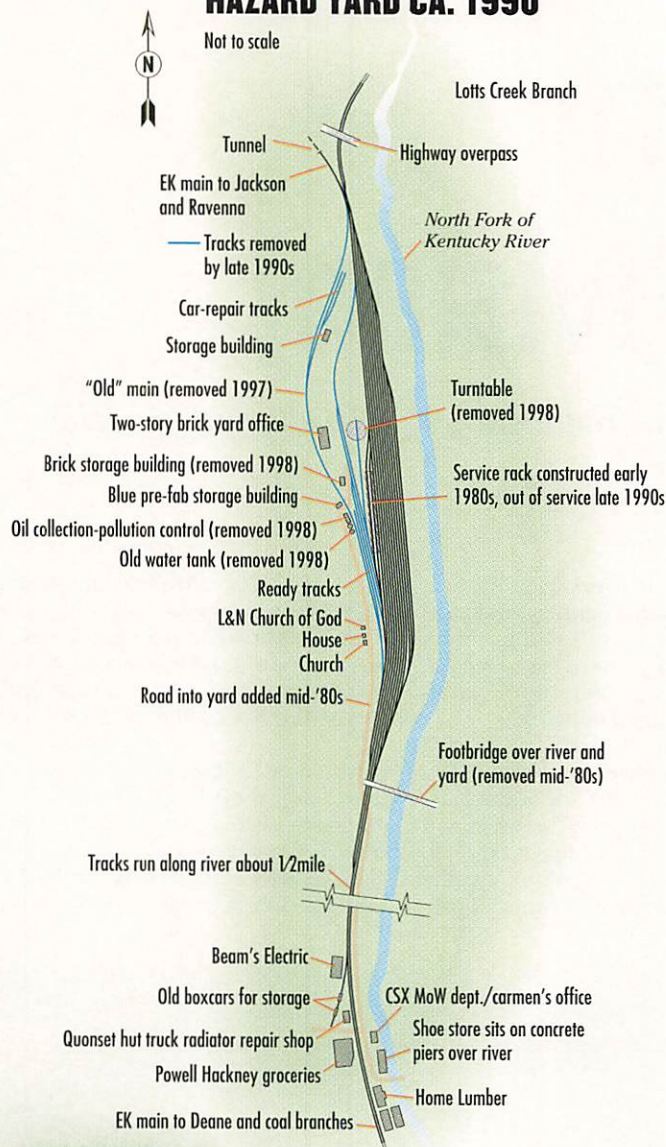 HAZARD YARD CA. 1990
Not to scale
N
Lotts Creek Branch
Tunnel
Highway overpass
EK main to Jackson
and Ravenna
North Fork of
Kentucky River
Tracks removed
by late 1990s
Car-repair tracks
Storage building
"Old" main (removed 1997)
Turntable
(removed 1998)
Two-story brick yard office
Brick storage building (removed 1998)
Service rack constructed early
1980s, out of service late 1990s
Blue pre-fab storage building
Oil collection-pollution control (removed 1998)
Old water tank (removed 1998)
Ready tracks
L&N Church of God
House
Church
Road into yard added mid-'80s
Footbridge over river and
yard (removed mid-'80s)
Tracks run along river about 1/2mile
Beam's Electric
Old boxcars for storage
CSX MoW dept./carmen's office
Quonset hut truck radiator repair shop
Shoe store sits on concrete
piers over river
Powell Hackney groceries
Home Lumber
EK main to Deane and coal branches